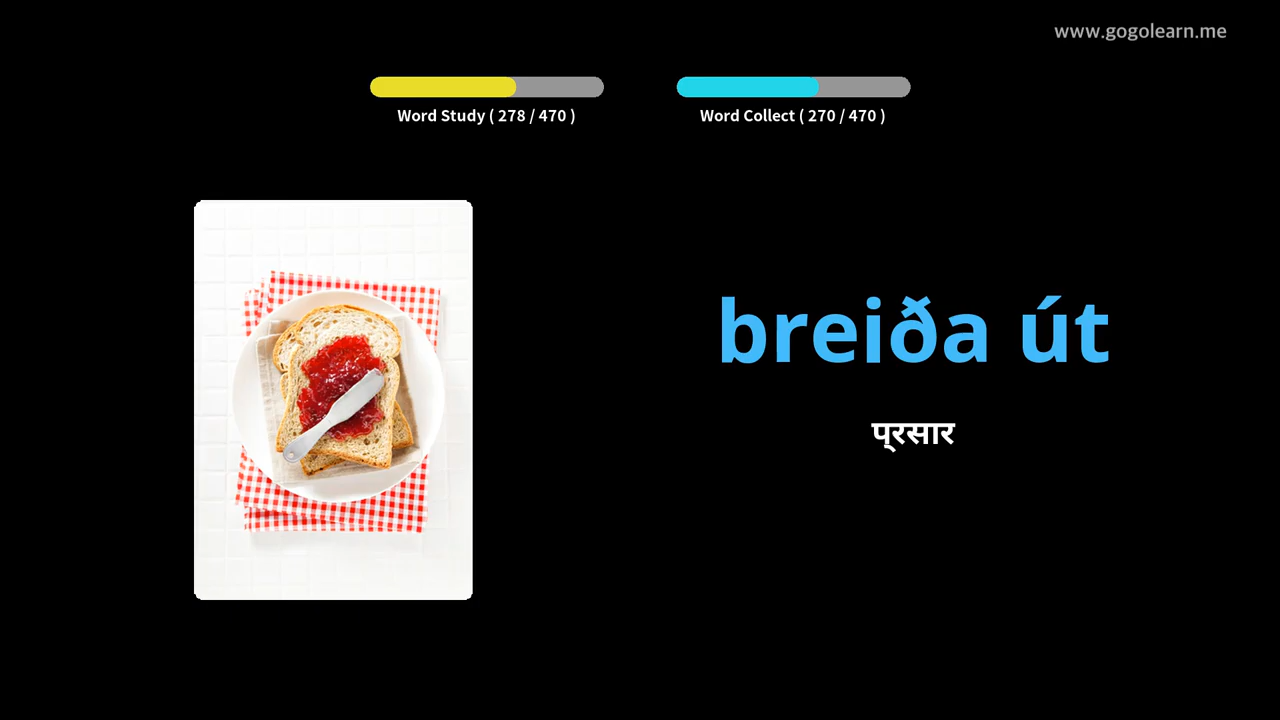 www.gogolearn.me
Word Study ( 278 / 470 )
Word Collect ( 270 / 470 )
breiða út
प्रसार